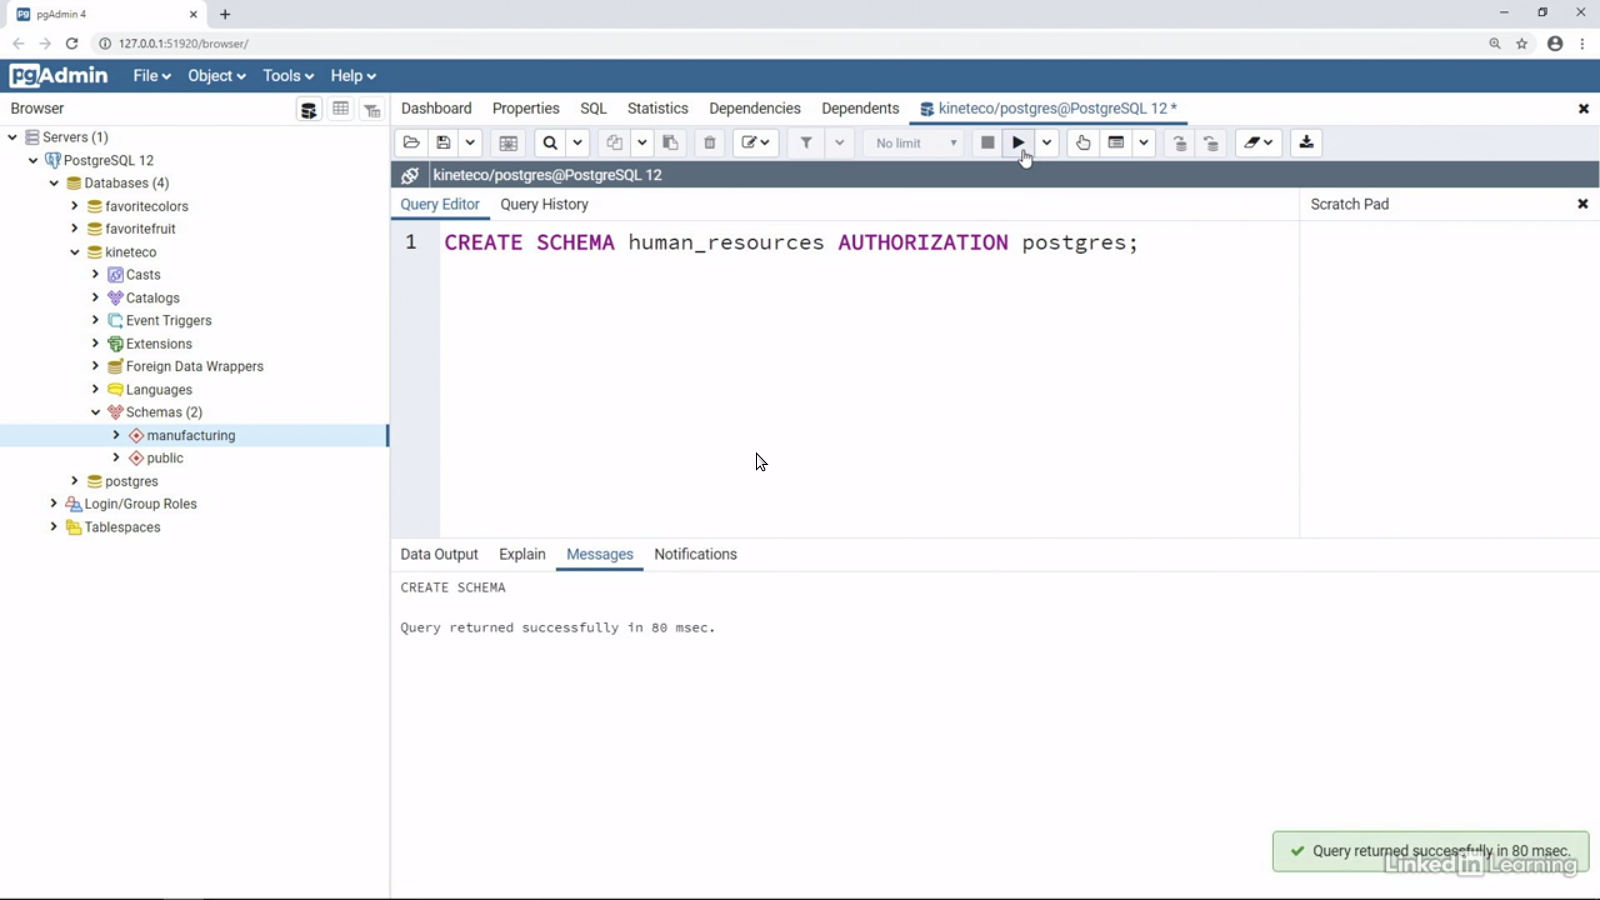 pgAdmin 4
127.0.0.1:51920/browser/
pgAdmin File Object Tools Help
Browser
Dashboard Properties SQL Statistics Dependencies Dependents kineteco/postgres@PostgreSQL 12 *
Servers (1)
PostgreSQL 12
Databases (4)
favoritecolors
favoritefruit
kineteco
Casts
Catalogs
Event Triggers
Extensions
Foreign Data Wrappers
Languages
Schemas (2)
manufacturing
public
postgres
Login/Group Roles
Tablespaces
No limit
kineteco/postgres@PostgreSQL 12
Query Editor Query History
Scratch Pad
1 CREATE SCHEMA human_resources AUTHORIZATION postgres;
Data Output Explain Messages Notifications
CREATE SCHEMA
Query returned successfully in 80 msec.
Query returned successfully in 80 msec.
Linked in Learning